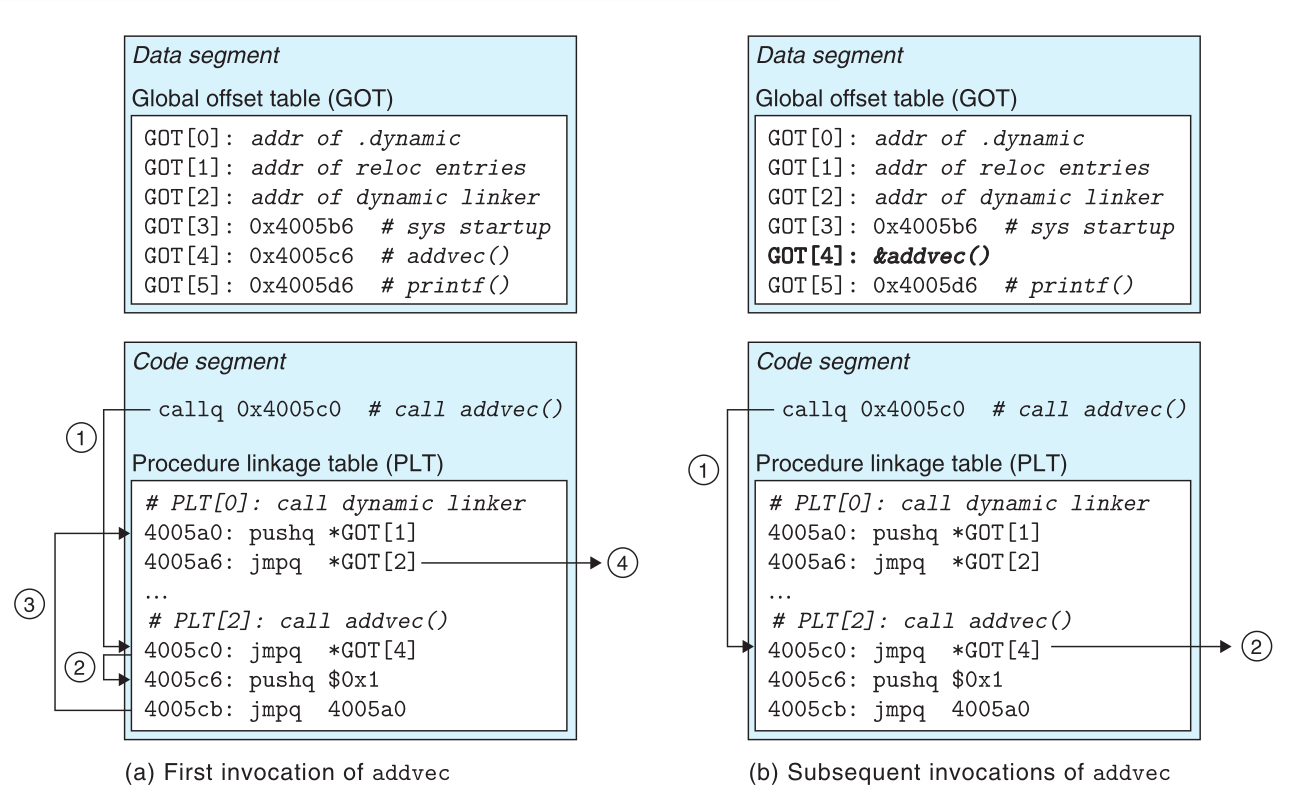 Data segment
Global offset table (GOT)
GOT[0]: addr of .dynamic
GOT[1]: addr of reloc entries
GOT[2]: addr of dynamic linker
GOT[3]: 0x4005b6 # sys startup
GOT[4]: 0x4005c6 # addvec()
GOT[5]: 0x4005d6 # printf()
Code segment
callq 0x4005c0 # call addvec()
1
Procedure linkage table (PLT)
# PLT[0]: call dynamic linker
4005a0: pushq *GOT[1]
4005a6: jmpq *GOT[2]
4
...
3
# PLT[2]: call addvec()
4005c0: jmpq *GOT[4]
2
4005c6: pushq $0x1
4005cb: jmpq 4005a0
(a) First invocation of addvec
Data segment
Global offset table (GOT)
GOT[0]: addr of .dynamic
GOT[1]: addr of reloc entries
GOT[2]: addr of dynamic linker
GOT[3]: 0x4005b6 # sys startup
GOT[4]: &addvec()
GOT[5]: 0x4005d6 # printf()
Code segment
callq 0x4005c0 # call addvec()
1
Procedure linkage table (PLT)
# PLT[0]: call dynamic linker
4005a0: pushq *GOT[1]
4005a6: jmpq *GOT[2]
...
# PLT[2]: call addvec()
4005c0: jmpq *GOT[4]
2
4005c6: pushq $0x1
4005cb: jmpq 4005a0
(b) Subsequent invocations of addvec